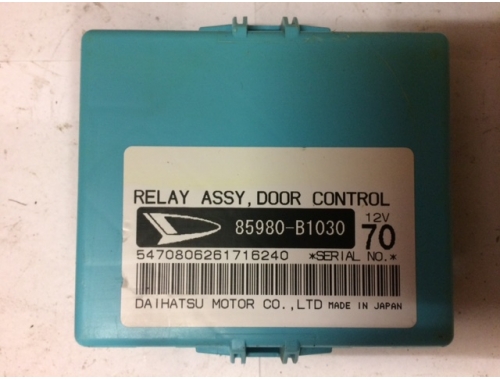 RELAY ASSY, DOOR CONTROL
85980-B1030 12V 70
5470806261716240 *SERIAL NO.*
DAIHATSU MOTOR CO.,LTD MADE IN JAPAN